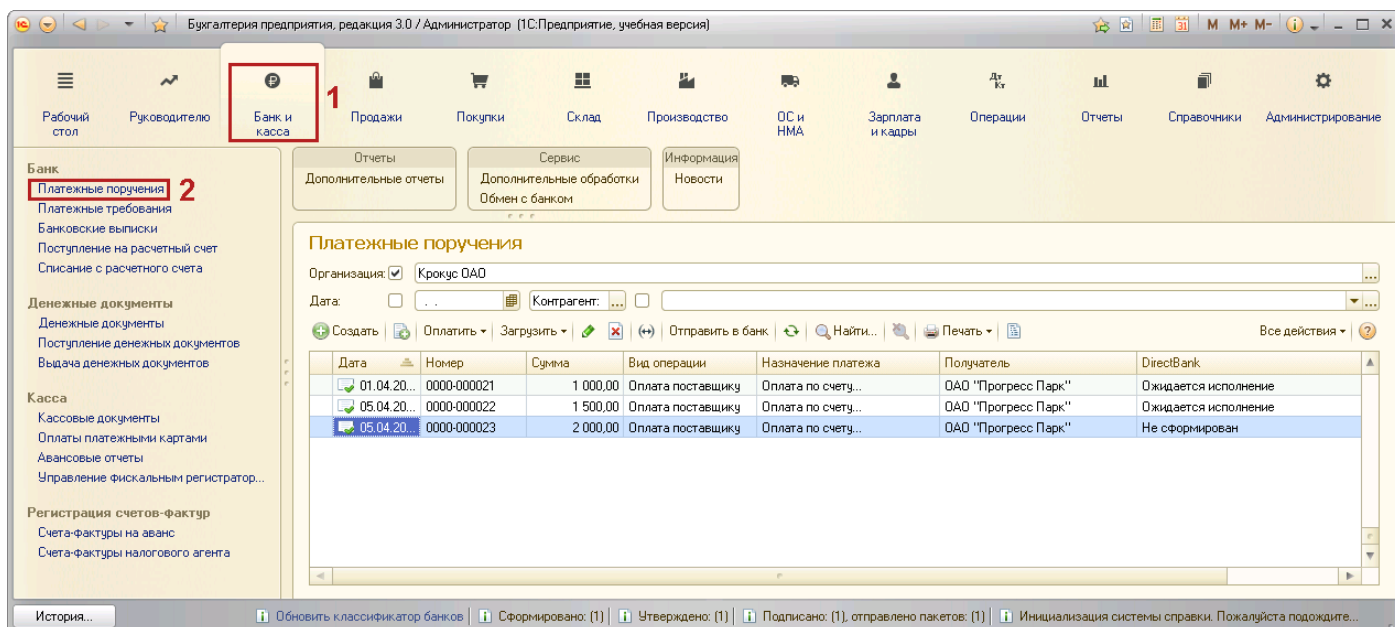 Бухгалтерия предприятия, редакция 3.0 / Администратор (1С:Предприятие, учебная версия)
M M+ M-
Рабочий стол
Руководителю
Банк и касса
1
Продажи
Покупки
Склад
Производство
ОС и НМА
Зарплата и кадры
Операции
Отчеты
Справочники
Администрирование
Банк
Платежные поручения 2
Платежные требования
Банковские выписки
Поступление на расчетный счет
Списание с расчетного счета
Денежные документы
Денежные документы
Поступление денежных документов
Выдача денежных документов
Касса
Кассовые документы
Оплаты платежными картами
Авансовые отчеты
Управление фискальным регистратор...
Регистрация счетов-фактур
Счета-фактуры на аванс
Счета-фактуры налогового агента
Отчеты
Дополнительные отчеты
Сервис
Дополнительные обработки
Обмен с банком
Информация
Новости
Платежные поручения
Организация: Крокус ОАО ...
Дата: . . Контрагент: ... ...
Создать Оплатить Загрузить Отправить в банк Найти... Печать Все действия ?
Дата Номер Сумма Вид операции Назначение платежа Получатель DirectBank
01.04.20... 0000-000021 1 000,00 Оплата поставщику Оплата по счету... ОАО "Прогресс Парк" Ожидается исполнение
05.04.20... 0000-000022 1 500,00 Оплата поставщику Оплата по счету... ОАО "Прогресс Парк" Ожидается исполнение
05.04.20... 0000-000023 2 000,00 Оплата поставщику Оплата по счету... ОАО "Прогресс Парк" Не сформирован
История... Обновить классификатор банков Сформировано: (1) Утверждено: (1) Подписано: (1), отправлено пакетов: (1) Инициализация системы справки. Пожалуйста подождите...